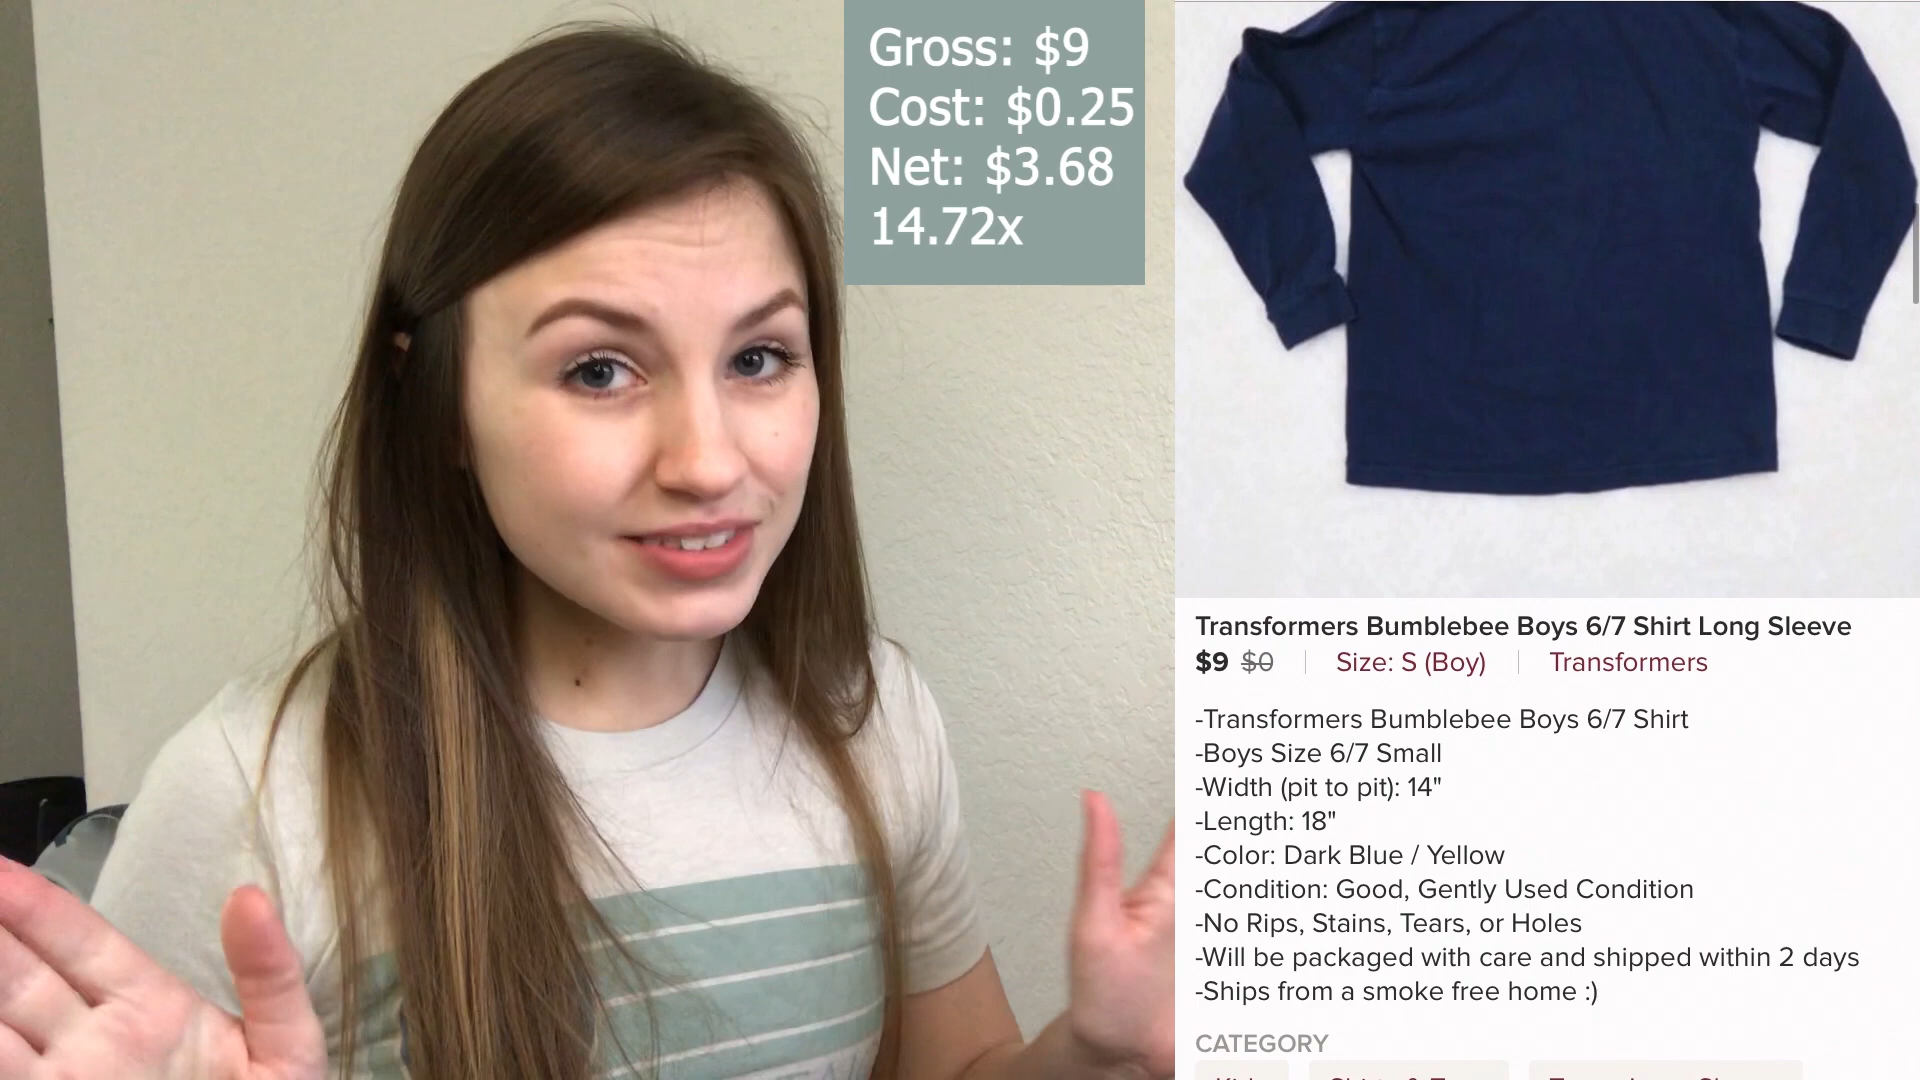 Gross: $9
Cost: $0.25
Net: $3.68
14.72x
Transformers Bumblebee Boys 6/7 Shirt Long Sleeve
$9 $0 Size: S (Boy) Transformers
-Transformers Bumblebee Boys 6/7 Shirt
-Boys Size 6/7 Small
-Width (pit to pit): 14"
-Length: 18"
-Color: Dark Blue / Yellow
-Condition: Good, Gently Used Condition
-No Rips, Stains, Tears, or Holes
-Will be packaged with care and shipped within 2 days
-Ships from a smoke free home :)
CATEGORY